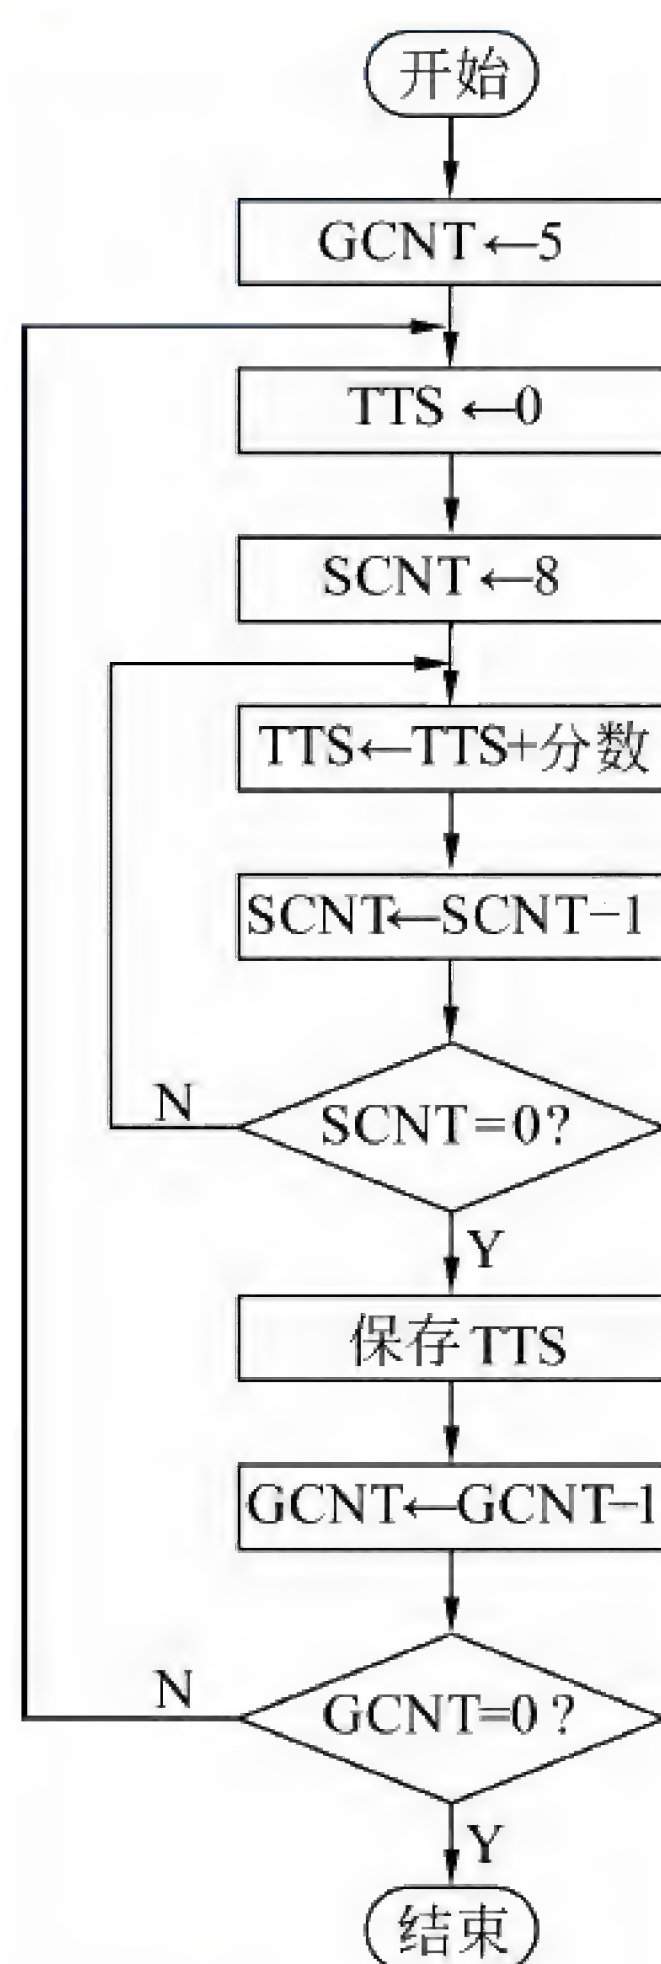 开始
GCNT←5
TTS←0
SCNT←8
TTS←TTS+分数
SCNT←SCNT-1
SCNT=0?
N
Y
保存TTS
GCNT←GCNT-1
GCNT=0?
N
Y
结束